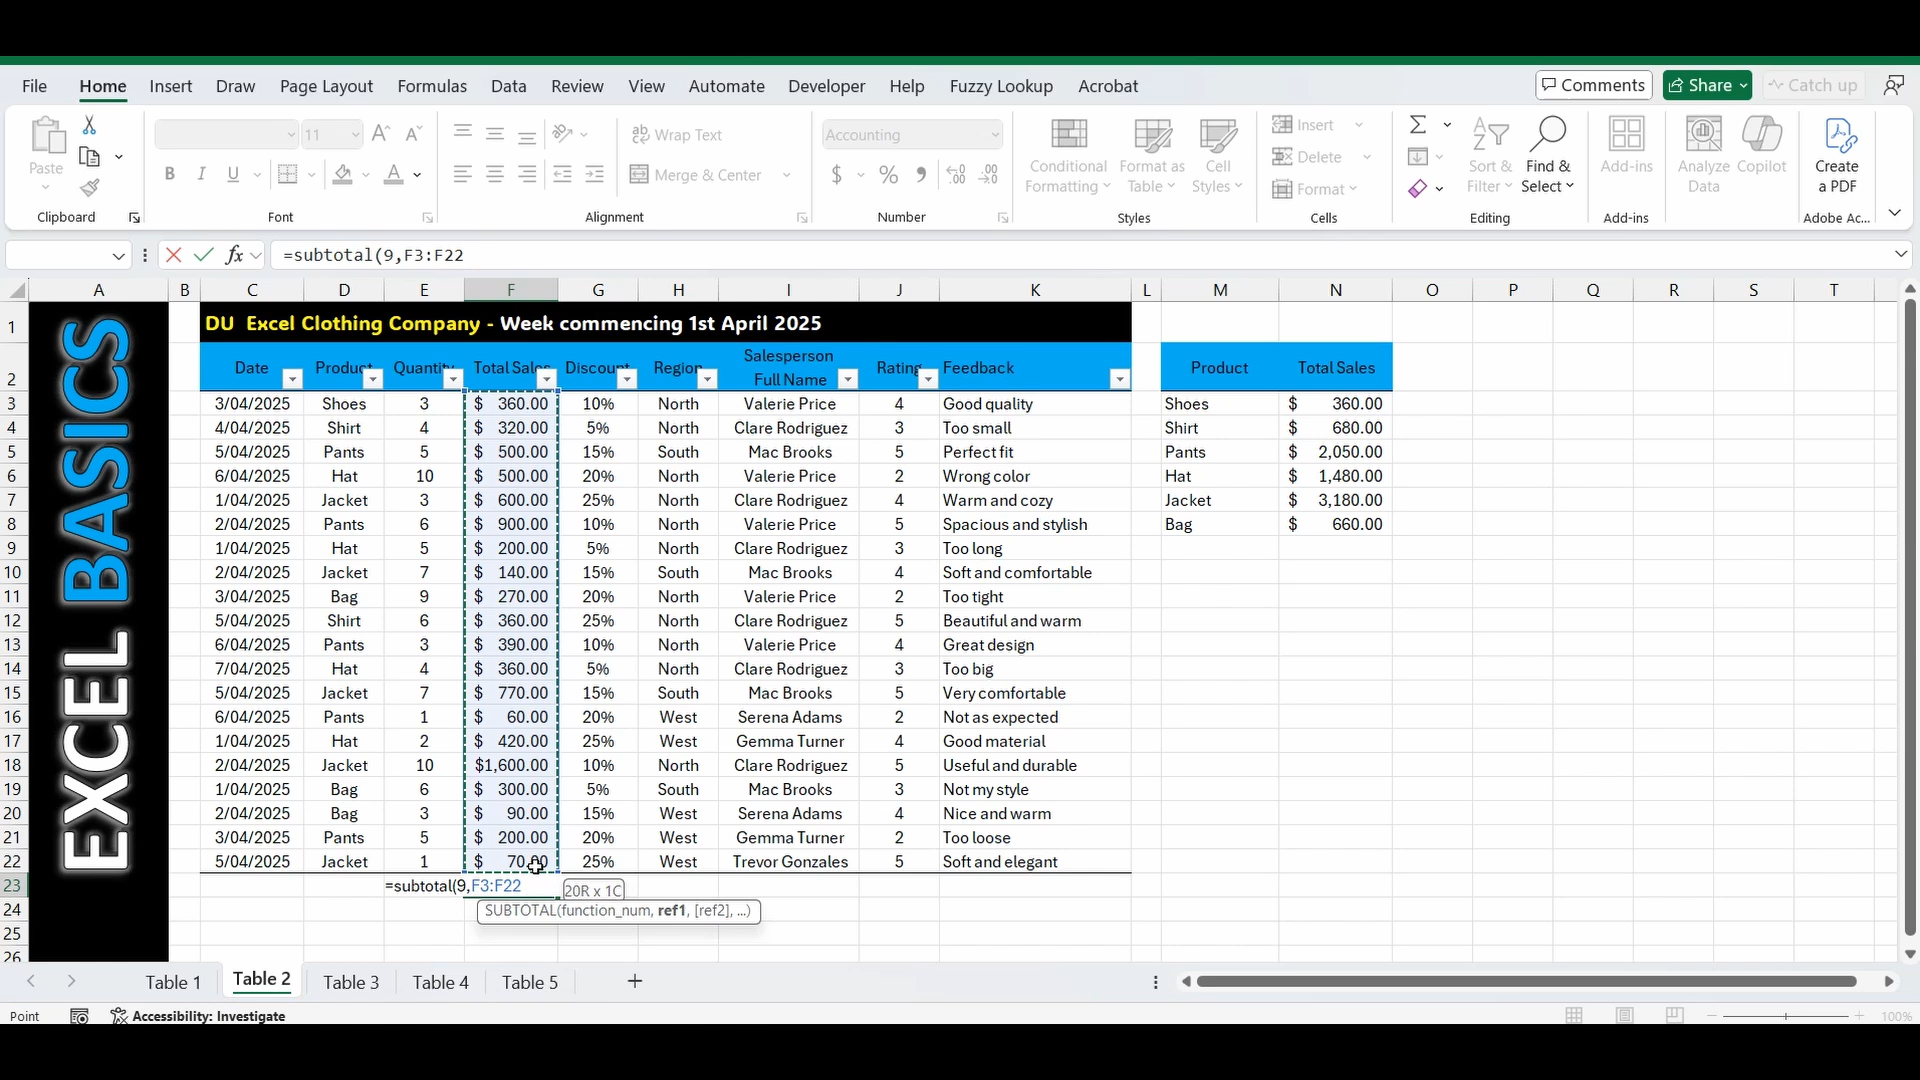 File Home Insert Draw Page Layout Formulas Data Review View Automate Developer Help Fuzzy Lookup Acrobat Comments Share Catch up
Paste 11 Wrap Text Accounting Insert
B I U Merge & Center $ % Conditional Formatting Format as Table Cell Styles Delete Format Sort & Filter Find & Select Add-ins Analyze Data Copilot Create a PDF
Clipboard Font Alignment Number Styles Cells Editing Add-ins Adobe Ac...
fx =subtotal(9,F3:F22
A B C D E F G H I J K L M N O P Q R S T
EXCEL BASICS
1 DU Excel Clothing Company - Week commencing 1st April 2025
2 Date Product Quantity Total Sales Discount Region Salesperson Full Name Rating Feedback Product Total Sales
3 3/04/2025 Shoes 3 $ 360.00 10% North Valerie Price 4 Good quality Shoes $ 360.00
4 4/04/2025 Shirt 4 $ 320.00 5% North Clare Rodriguez 3 Too small Shirt $ 680.00
5 5/04/2025 Pants 5 $ 500.00 15% South Mac Brooks 5 Perfect fit Pants $ 2,050.00
6 6/04/2025 Hat 10 $ 500.00 20% North Valerie Price 2 Wrong color Hat $ 1,480.00
7 1/04/2025 Jacket 3 $ 600.00 25% North Clare Rodriguez 4 Warm and cozy Jacket $ 3,180.00
8 2/04/2025 Pants 6 $ 900.00 10% North Valerie Price 5 Spacious and stylish Bag $ 660.00
9 1/04/2025 Hat 5 $ 200.00 5% North Clare Rodriguez 3 Too long
10 2/04/2025 Jacket 7 $ 140.00 15% South Mac Brooks 4 Soft and comfortable
11 3/04/2025 Bag 9 $ 270.00 20% North Valerie Price 2 Too tight
12 5/04/2025 Shirt 6 $ 360.00 25% North Clare Rodriguez 5 Beautiful and warm
13 6/04/2025 Pants 3 $ 390.00 10% North Valerie Price 4 Great design
14 7/04/2025 Hat 4 $ 360.00 5% North Clare Rodriguez 3 Too big
15 5/04/2025 Jacket 7 $ 770.00 15% South Mac Brooks 5 Very comfortable
16 6/04/2025 Pants 1 $ 60.00 20% West Serena Adams 2 Not as expected
17 1/04/2025 Hat 2 $ 420.00 25% West Gemma Turner 4 Good material
18 2/04/2025 Jacket 10 $1,600.00 10% North Clare Rodriguez 5 Useful and durable
19 1/04/2025 Bag 6 $ 300.00 5% South Mac Brooks 3 Not my style
20 2/04/2025 Bag 3 $ 90.00 15% West Serena Adams 4 Nice and warm
21 3/04/2025 Pants 5 $ 200.00 20% West Gemma Turner 2 Too loose
22 5/04/2025 Jacket 1 $ 70.00 25% West Trevor Gonzales 5 Soft and elegant
23 =subtotal(9,F3:F22 20R x 1C
24 SUBTOTAL(function_num, ref1, [ref2], ...)
25
26
Table 1 Table 2 Table 3 Table 4 Table 5
Point Accessibility: Investigate 100%